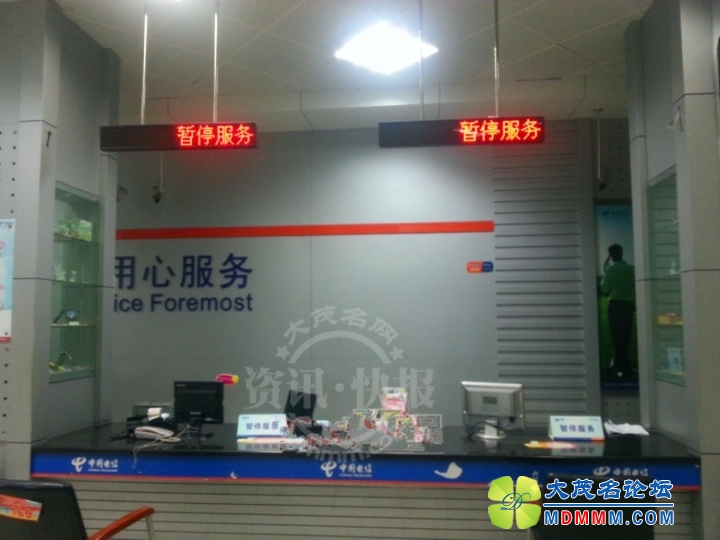 暂停服务
暂停服务
用心服务
ice Foremost
大茂名网
资讯·快报
暂停服务
暂停服务
中国电信
中国电信
中国电信
大茂名论坛
MDMMM.COM